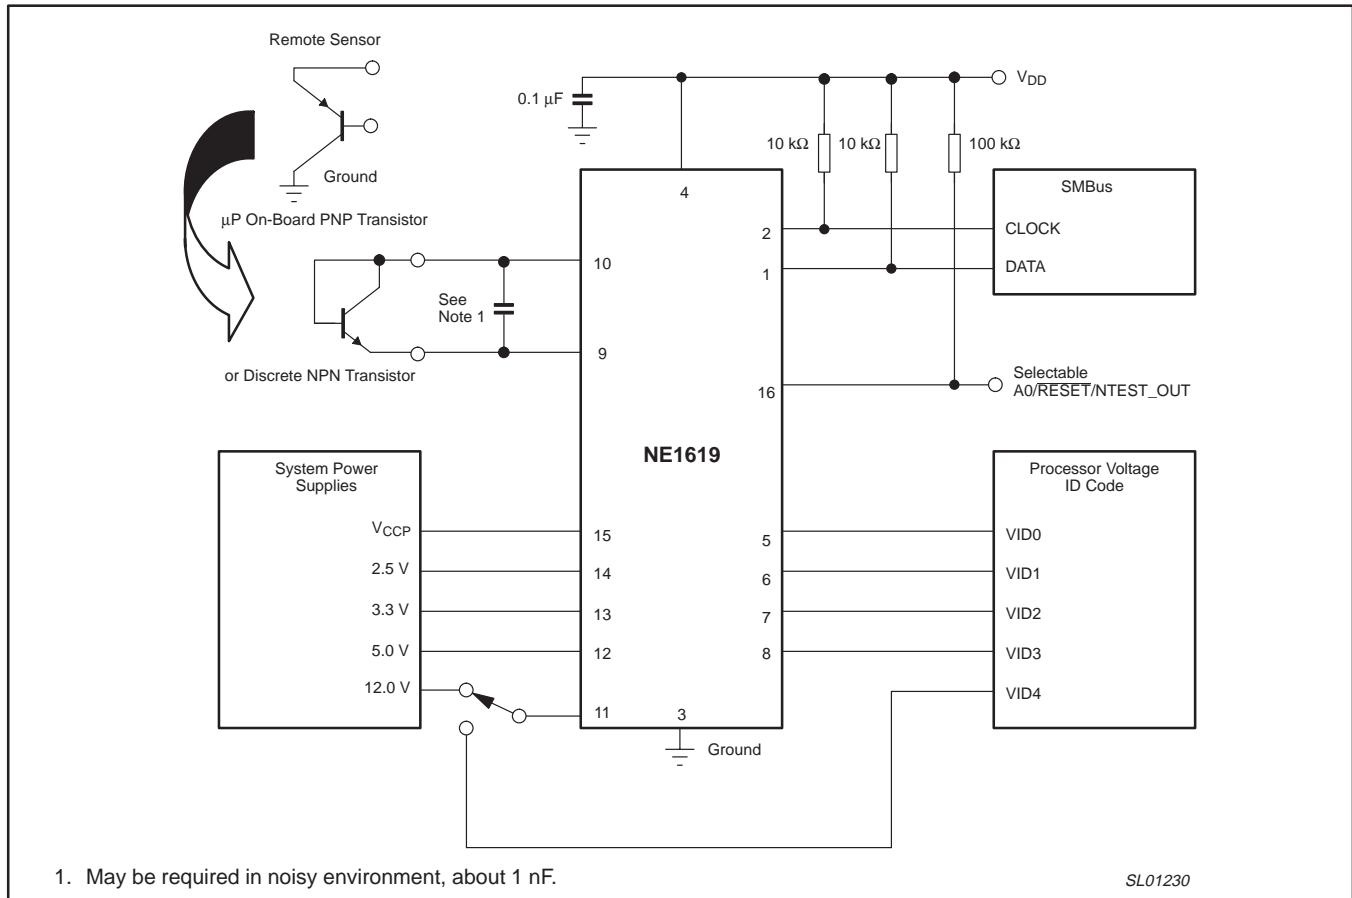 Remote Sensor
Ground
μP On-Board PNP Transistor
or Discrete NPN Transistor
See
Note 1
0.1 μF
V_DD
10 kΩ
10 kΩ
100 kΩ
SMBus
CLOCK
DATA
Selectable
A0/R̅E̅S̅E̅T̅/NTEST_OUT
4
2
1
10
9
16
NE1619
15
14
13
12
11
3
5
6
7
8
Ground
System Power
Supplies
V_CCP
2.5 V
3.3 V
5.0 V
12.0 V
Processor Voltage
ID Code
VID0
VID1
VID2
VID3
VID4
1. May be required in noisy environment, about 1 nF.
SL01230